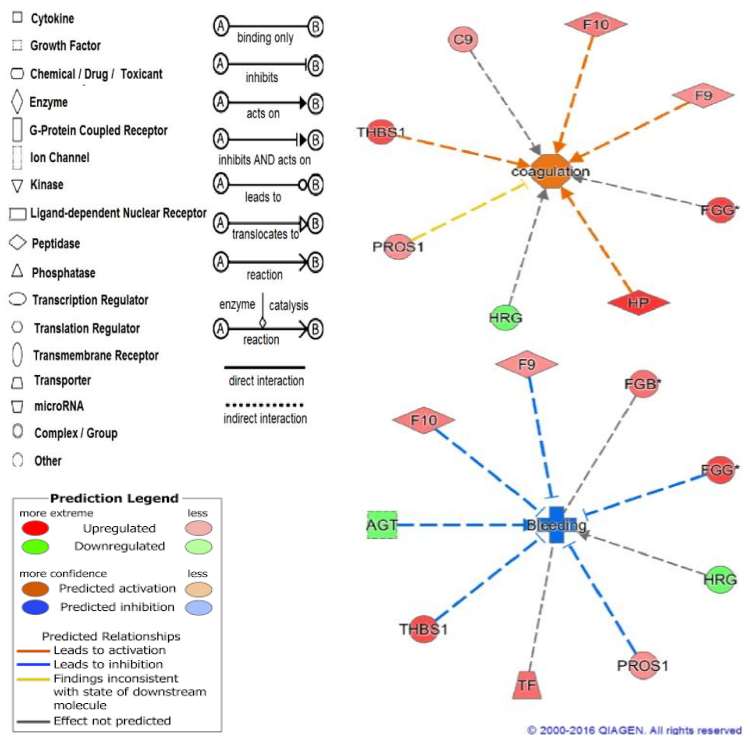 Cytokine
Growth Factor
Chemical / Drug / Toxicant
Enzyme
G-Protein Coupled Receptor
Ion Channel
Kinase
Ligand-dependent Nuclear Receptor
Peptidase
Phosphatase
Transcription Regulator
Translation Regulator
Transmembrane Receptor
Transporter
microRNA
Complex / Group
Other
A B
binding only
A B
inhibits
A B
acts on
A B
inhibits AND acts on
A B
leads to
A B
translocates to
A B
reaction
enzyme catalysis
A B
reaction
direct interaction
indirect interaction
Prediction Legend
more extreme less
Upregulated
Downregulated
more confidence less
Predicted activation
Predicted inhibition
Predicted Relationships
Leads to activation
Leads to inhibition
Findings inconsistent
with state of downstream
molecule
Effect not predicted
F10
C9
F9
THBS1
coagulation
FGG*
PROS1
HP
HRG
F9
FGB*
F10
FGG*
AGT
Bleeding
HRG
THBS1
PROS1
TF
© 2000-2016 QIAGEN. All rights reserved